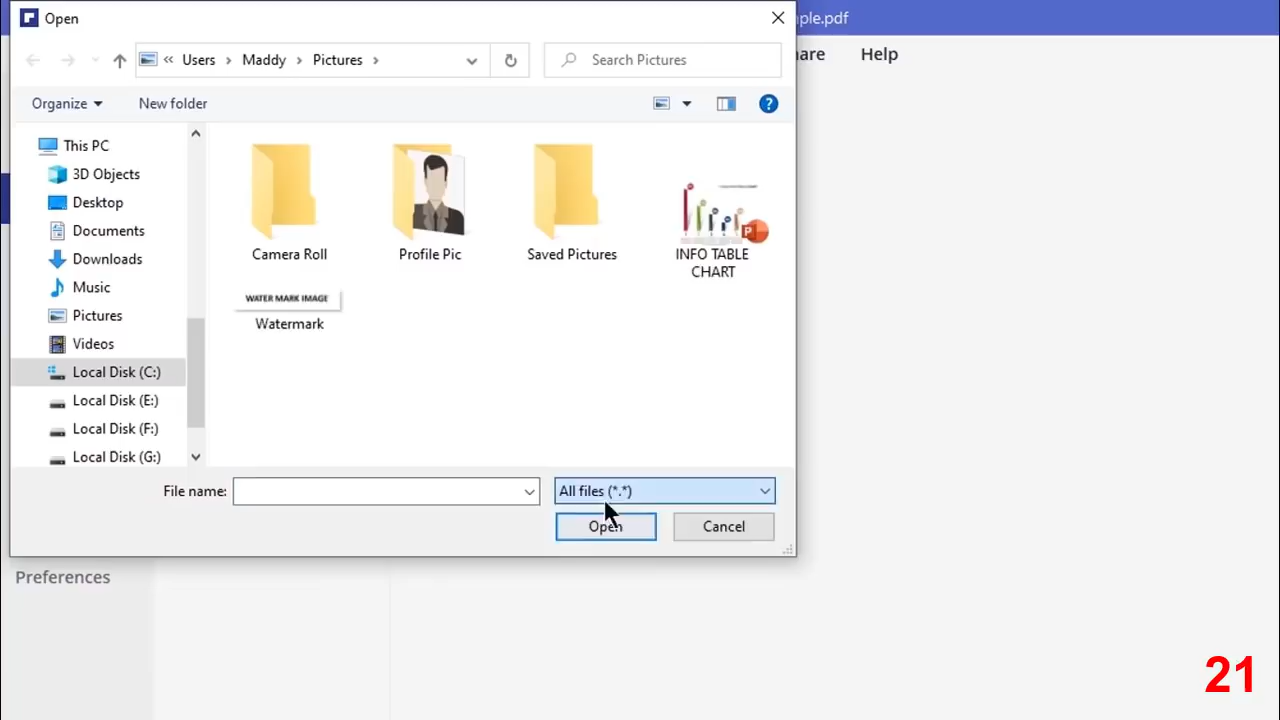 Open
ple.pdf
Users
Maddy
Pictures
Search Pictures
are
Help
Organize
New folder
This PC
3D Objects
Desktop
Documents
Downloads
Music
Pictures
Videos
Local Disk (C:)
Local Disk (E:)
Local Disk (F:)
Local Disk (G:)
Camera Roll
Profile Pic
Saved Pictures
INFO TABLE
CHART
P
WATER MARK IMAGE
Watermark
File name:
All files (*.*)
Open
Cancel
Preferences
21